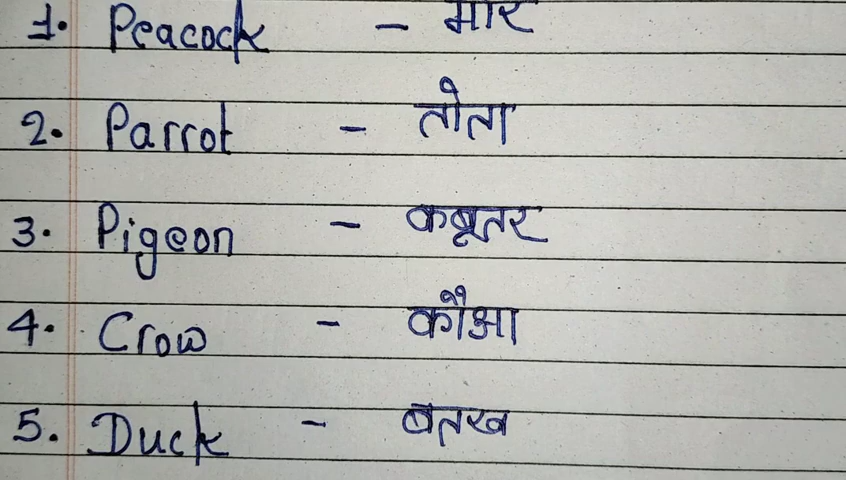 1. Peacock - मोर
2. Parrot - तोता
3. Pigeon - कबूतर
4. Crow - कौआ
5. Duck - बतख